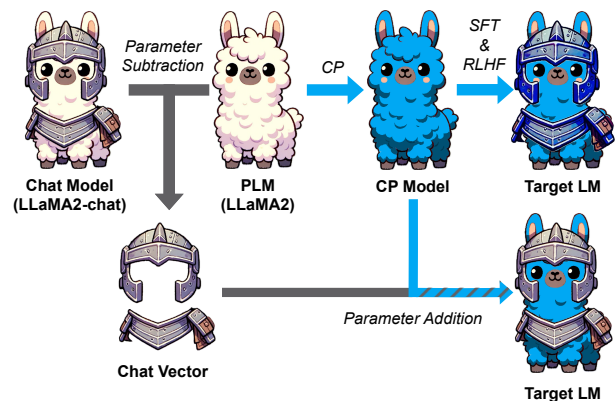 Parameter
Subtraction
CP
SFT
&
RLHF
Chat Model
(LLaMA2-chat)
PLM
(LLaMA2)
CP Model
Target LM
Parameter Addition
Chat Vector
Target LM